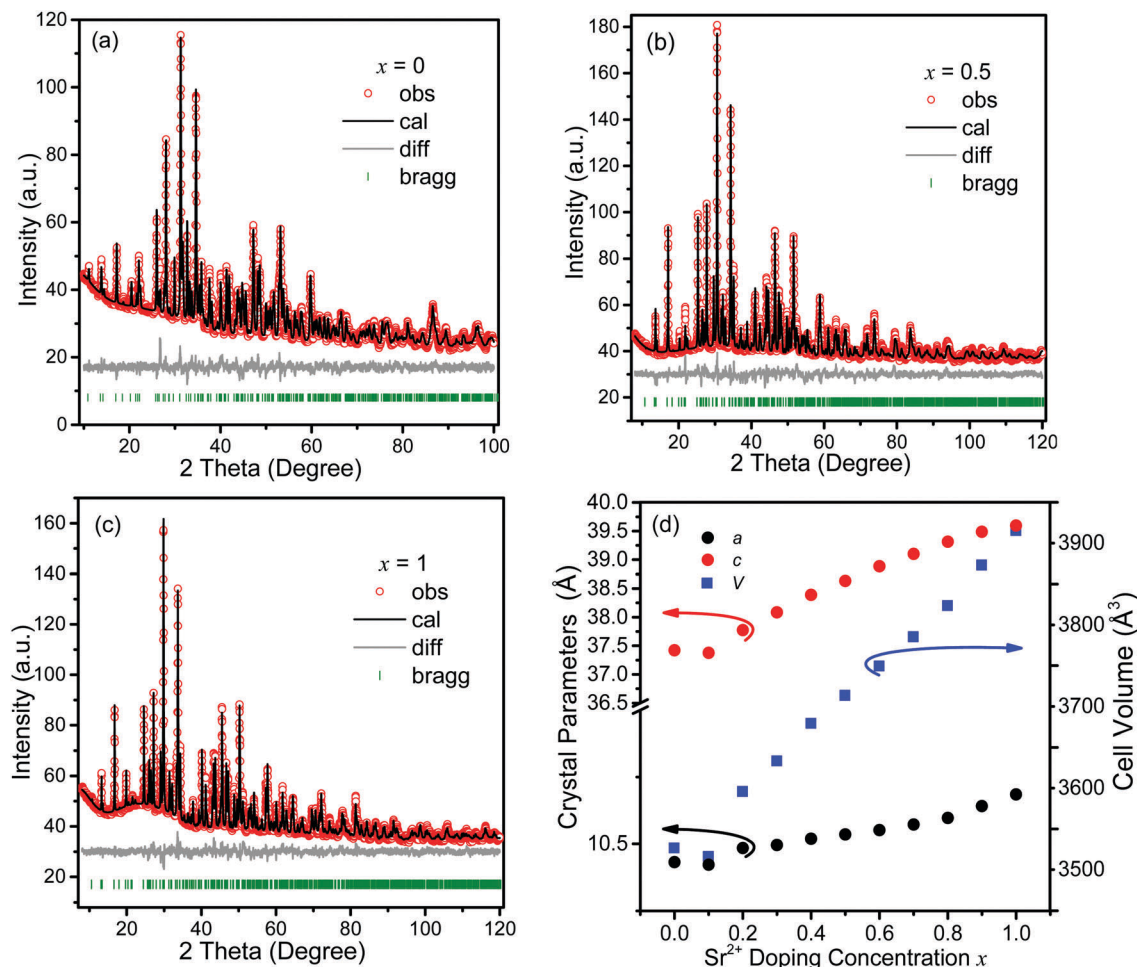 (a)
x = 0
obs
cal
diff
bragg
Intensity (a.u.)
120
100
80
60
40
20
0
20 40 60 80 100
2 Theta (Degree)
(b)
x = 0.5
obs
cal
diff
bragg
Intensity (a.u.)
180
160
140
120
100
80
60
40
20
20 40 60 80 100 120
2 Theta (Degree)
(c)
x = 1
obs
cal
diff
bragg
Intensity (a.u.)
160
140
120
100
80
60
40
20
20 40 60 80 100 120
2 Theta (Degree)
(d)
a
c
V
Crystal Parameters (Å)
40.0
39.5
39.0
38.5
38.0
37.5
37.0
36.5
10.5
Cell Volume (Å³)
3900
3800
3700
3600
3500
0.0 0.2 0.4 0.6 0.8 1.0
Sr²⁺ Doping Concentration x